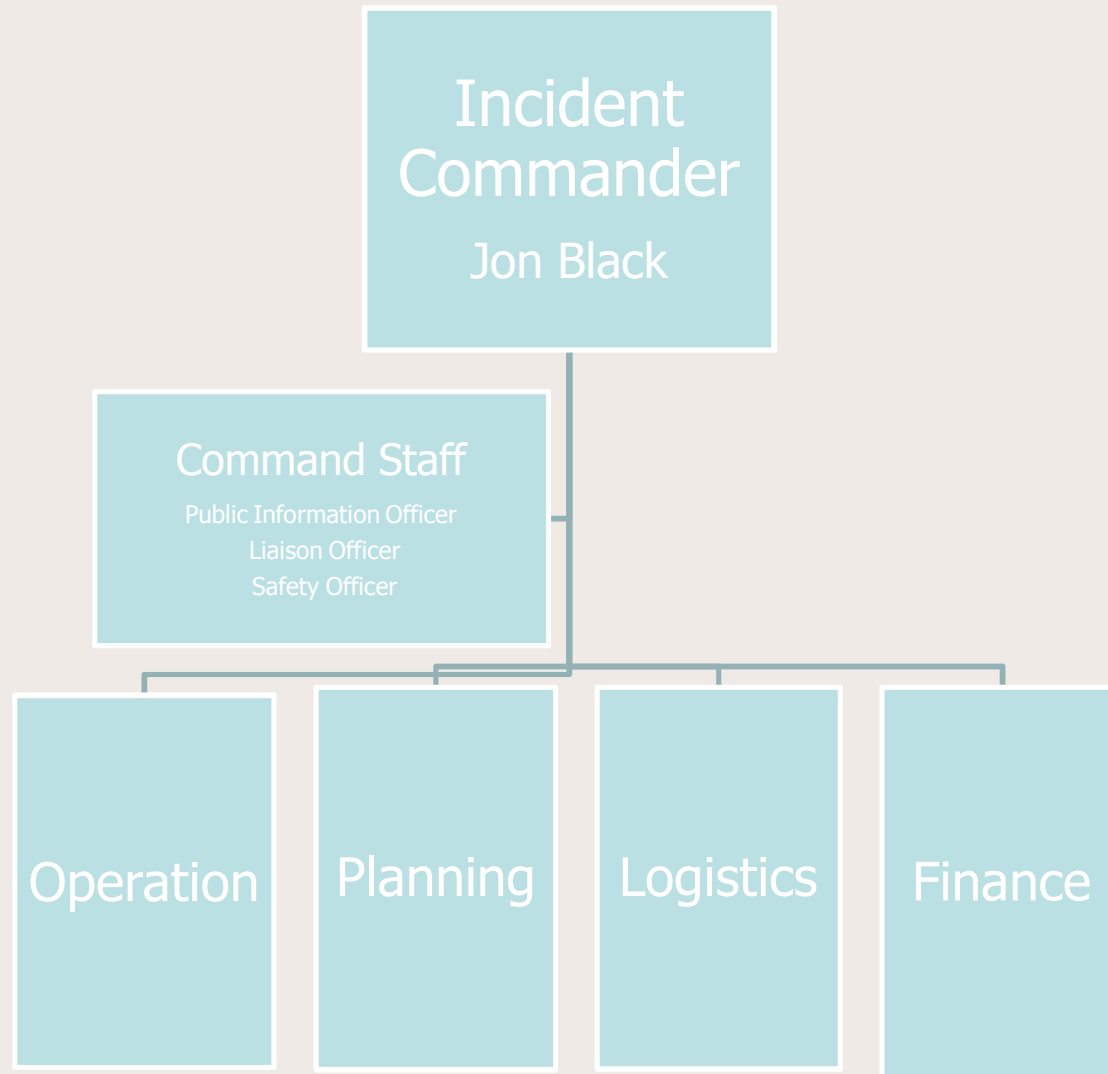 Incident
Commander
Jon Black
Command Staff
Public Information Officer
Liaison Officer
Safety Officer
Operation
Planning
Logistics
Finance